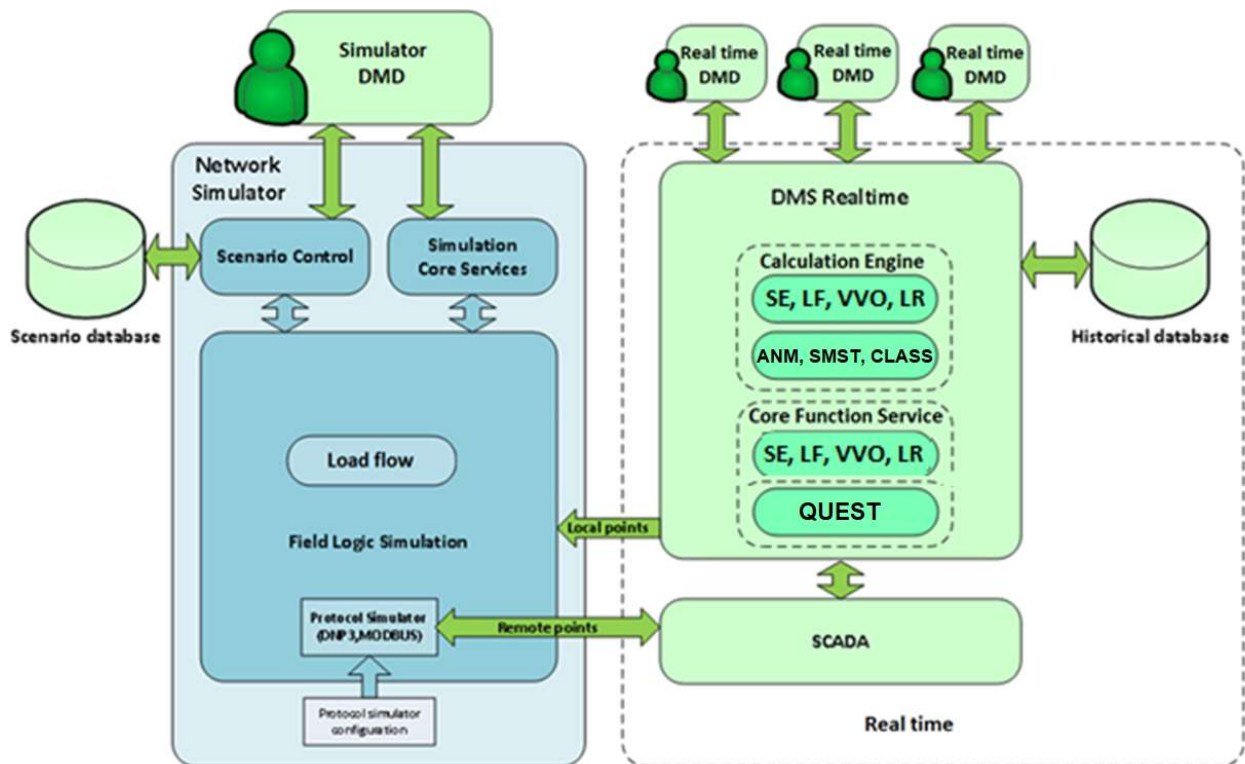 Simulator
DMD
Real time
DMD
Real time
DMD
Real time
DMD
Network
Simulator
Scenario Control
Simulation
Core Services
Scenario database
Load flow
Field Logic Simulation
Protocol Simulator
(DNP3,MODBUS)
Protocol simulator
configuration
Local points
Remote points
DMS Realtime
Calculation Engine
SE, LF, VVO, LR
ANM, SMST, CLASS
Core Function Service
SE, LF, VVO, LR
QUEST
Historical database
SCADA
Real time